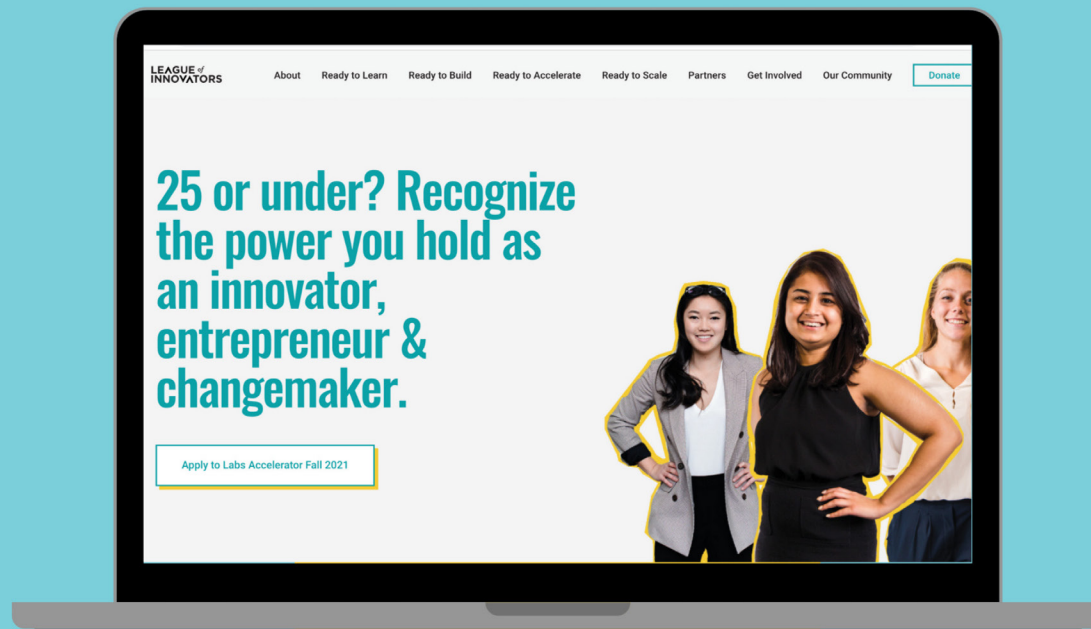 LEAGUE of
INNOVATORS
About Ready to Learn Ready to Build Ready to Accelerate Ready to Scale Partners Get Involved Our Community Donate
25 or under? Recognize
the power you hold as
an innovator,
entrepreneur &
changemaker.
Apply to Labs Accelerator Fall 2021